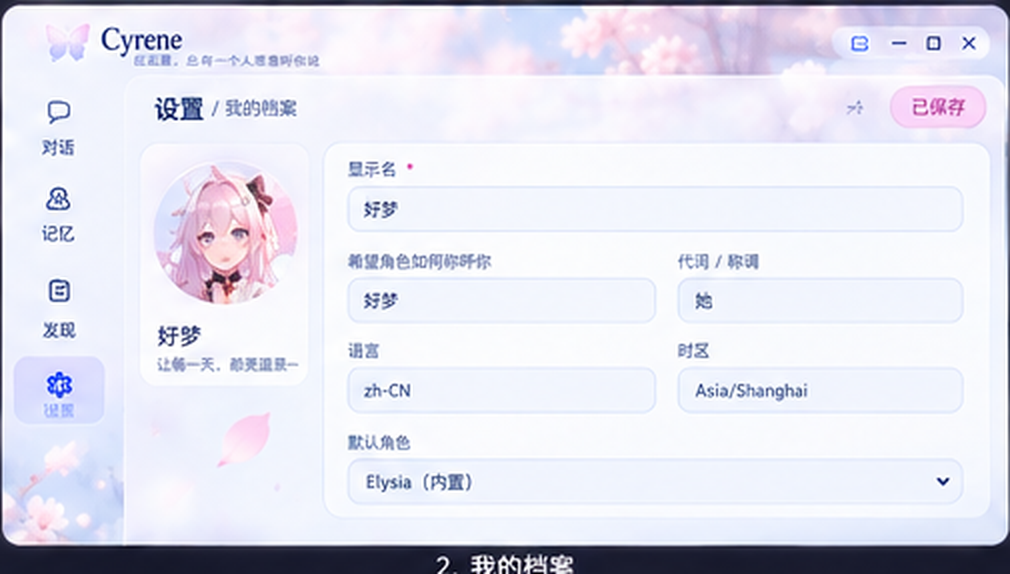 Cyrene
设置 / 我的档案
已保存
对话
记忆
发现
设置
好梦
显示名 *
好梦
希望角色如何称呼你
好梦
代词 / 称谓
她
语言
zh-CN
时区
Asia/Shanghai
默认角色
Elysia（内置）
2. 我的档案